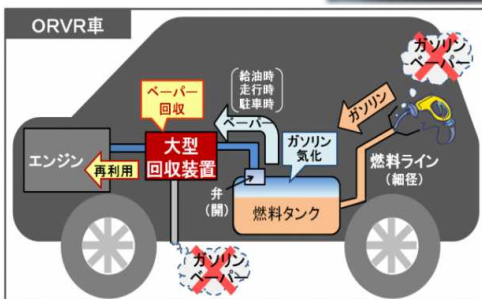 ORVR車
ガソリン
ベーパー
ベーパー
回収
給油時
走行時
駐車時
ベーパー
ガソリン
エンジン
再利用
大型
回収装置
ガソリン
気化
弁
(開)
燃料タンク
燃料ライン
(細径)
ガソリン
ベーパー